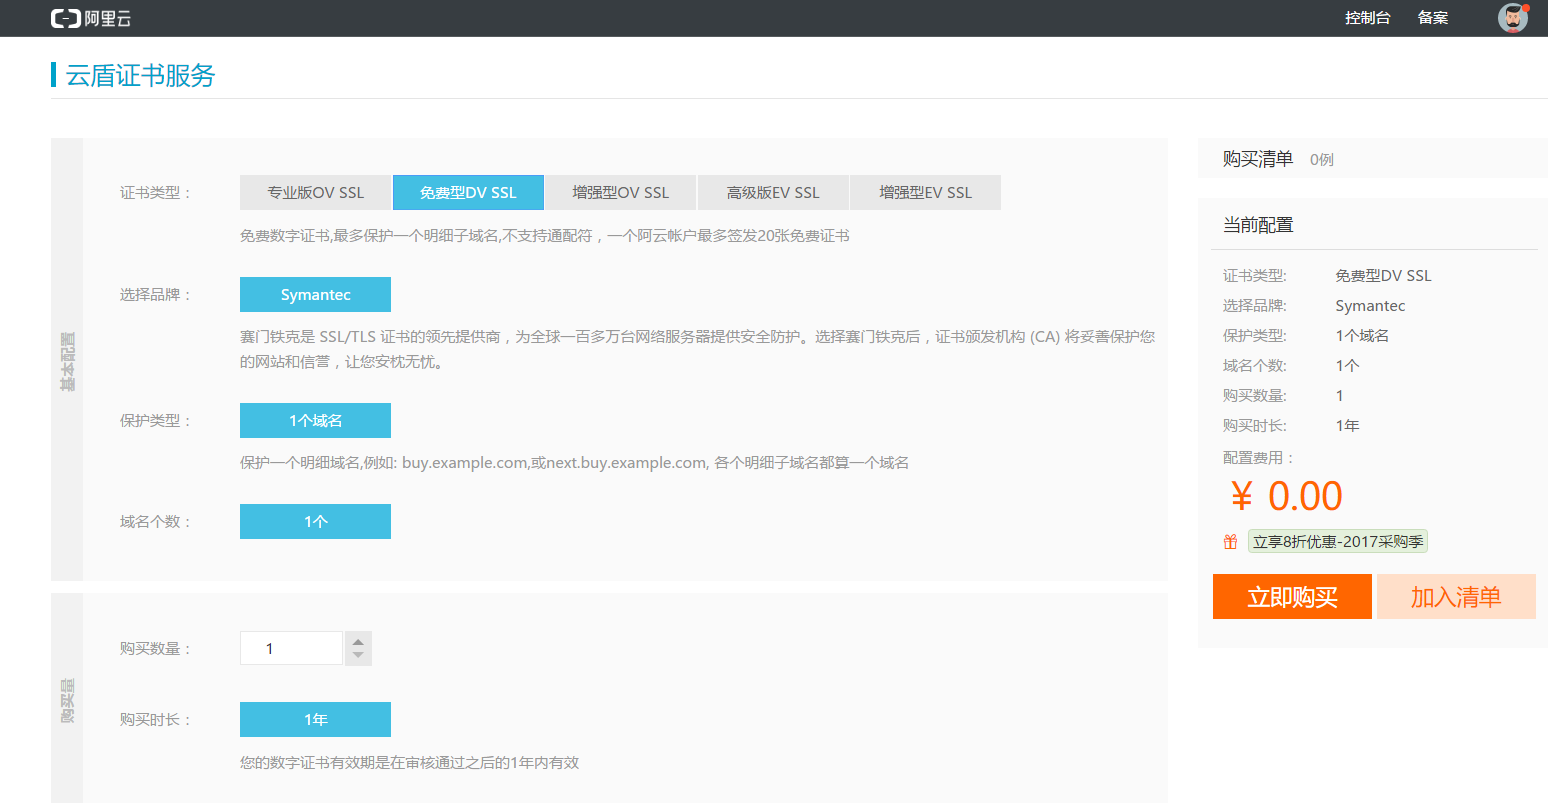 阿里云
控制台 备案
云盾证书服务
基本配置
证书类型： 专业版OV SSL 免费型DV SSL 增强型OV SSL 高级版EV SSL 增强型EV SSL
免费数字证书,最多保护一个明细子域名,不支持通配符，一个阿云帐户最多签发20张免费证书
选择品牌： Symantec
赛门铁克是 SSL/TLS 证书的领先提供商，为全球一百多万台网络服务器提供安全防护。选择赛门铁克后，证书颁发机构 (CA) 将妥善保护您
的网站和信誉，让您安枕无忧。
保护类型： 1个域名
保护一个明细域名,例如: buy.example.com,或next.buy.example.com, 各个明细子域名都算一个域名
域名个数： 1个
购买量
购买数量： 1
购买时长： 1年
您的数字证书有效期是在审核通过之后的1年内有效
购买清单 0例
当前配置
证书类型: 免费型DV SSL
选择品牌: Symantec
保护类型: 1个域名
域名个数: 1个
购买数量: 1
购买时长: 1年
配置费用：
¥ 0.00
立享8折优惠-2017采购季
立即购买 加入清单